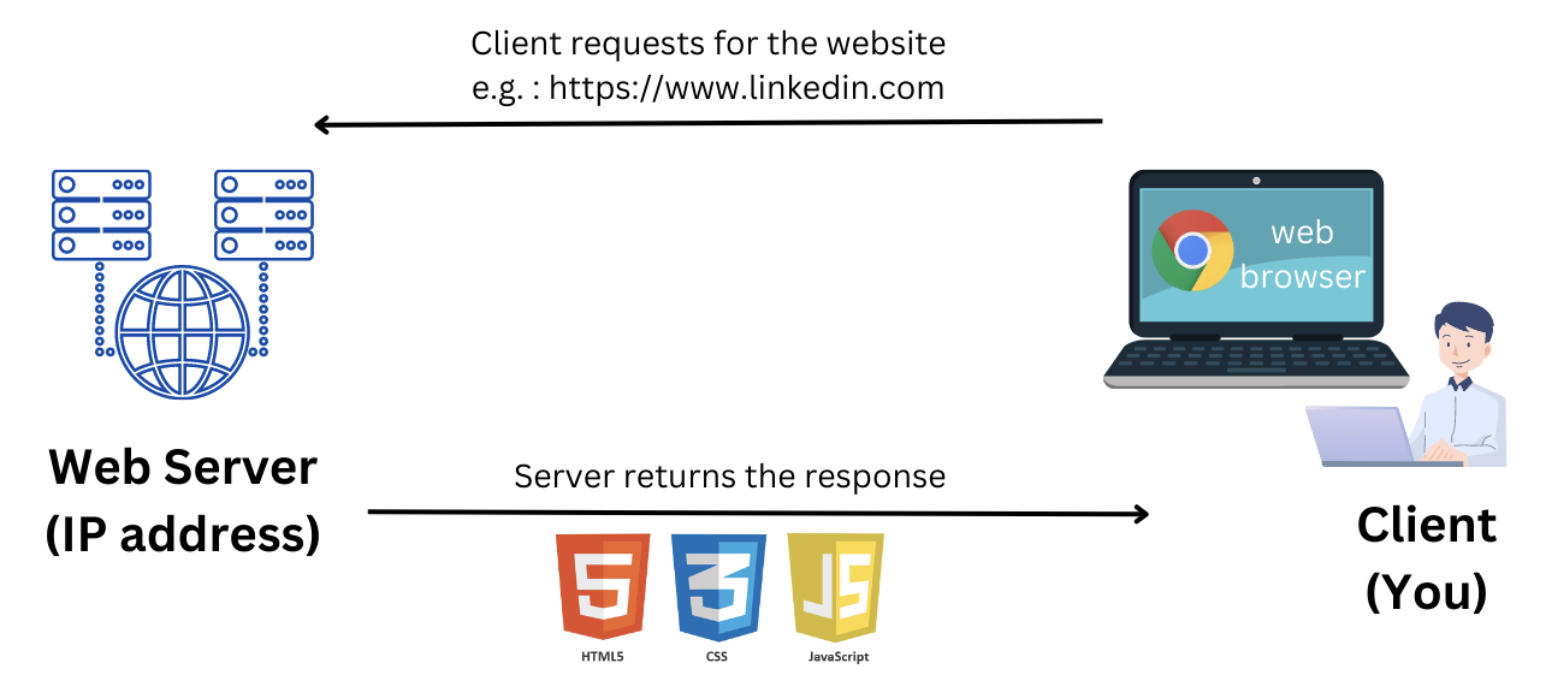 Client requests for the website
e.g. : https://www.linkedin.com
web
browser
Web Server
(IP address)
Server returns the response
Client
(You)
5
3
JS
HTML5
CSS
JavaScript